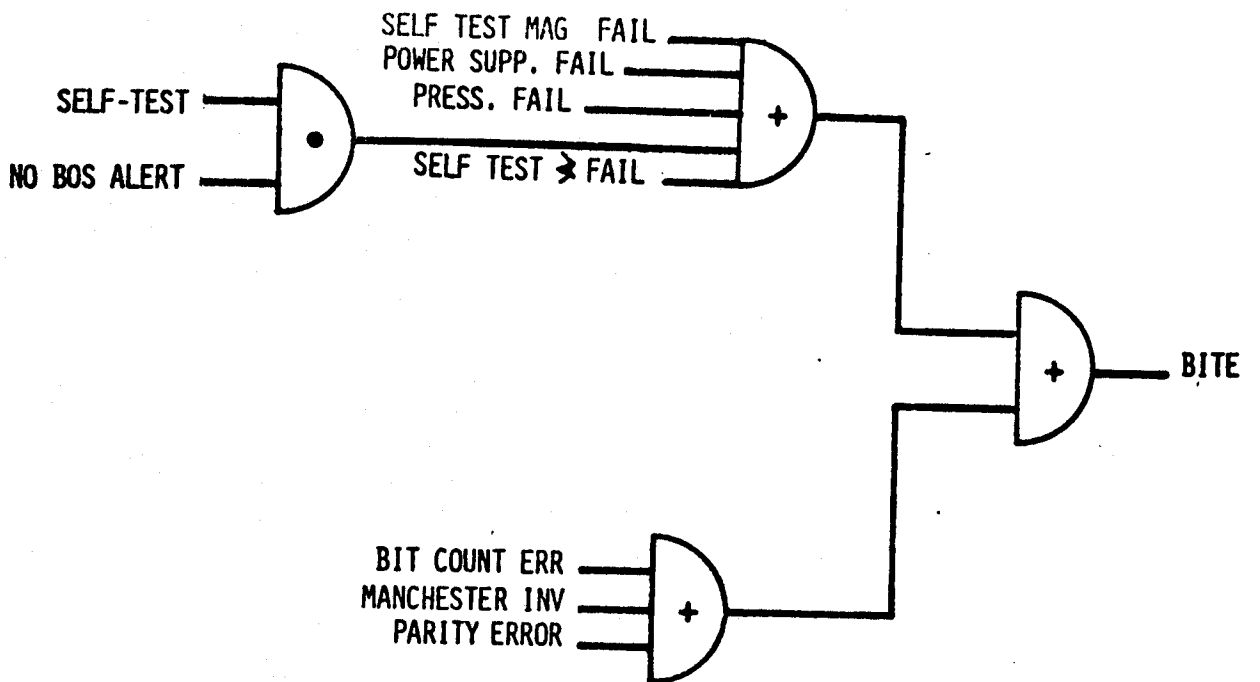 SELF TEST MAG FAIL
POWER SUPP. FAIL
PRESS. FAIL
SELF-TEST
+
•
SELF TEST FAIL
NO BOS ALERT
+
BITE
BIT COUNT ERR
MANCHESTER INV
+
PARITY ERROR